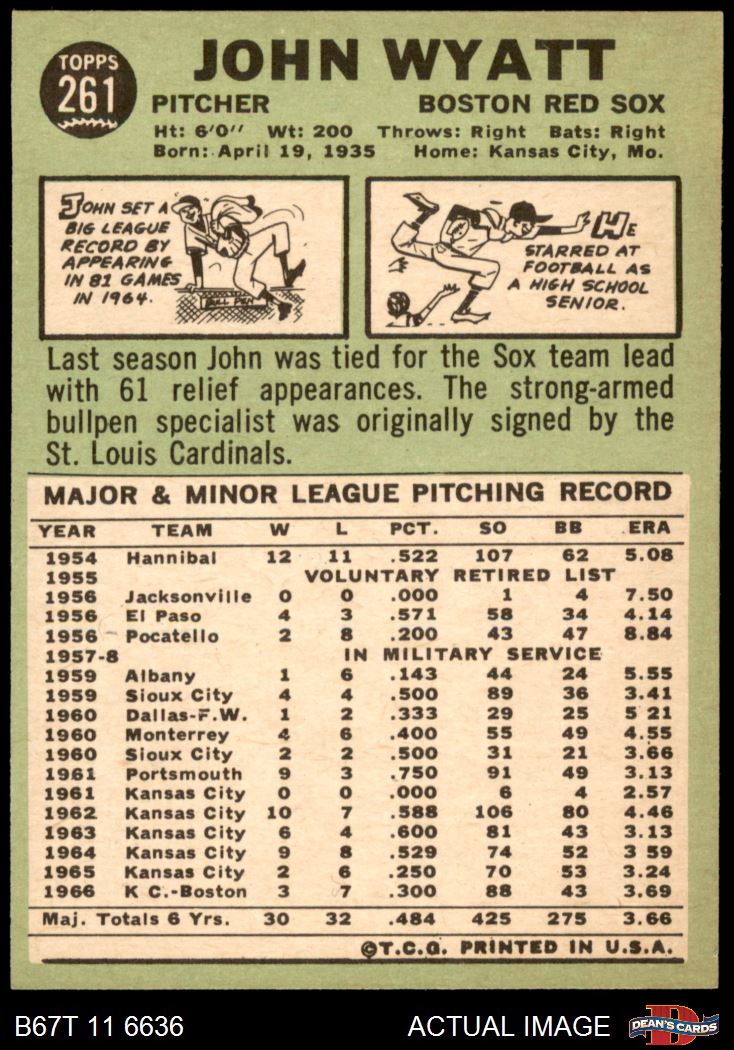 TOPPS
261
JOHN WYATT
PITCHER BOSTON RED SOX
Ht: 6'0" Wt: 200 Throws: Right Bats: Right
Born: April 19, 1935 Home: Kansas City, Mo.
JOHN SET A
BIG LEAGUE
RECORD BY
APPEARING
IN 81 GAMES
IN 1964.
BULL PEN
HE
STARRED AT
FOOTBALL AS
A HIGH SCHOOL
SENIOR.
Last season John was tied for the Sox team lead
with 61 relief appearances. The strong-armed
bullpen specialist was originally signed by the
St. Louis Cardinals.
MAJOR & MINOR LEAGUE PITCHING RECORD
YEAR TEAM W L PCT. SO BB ERA
1954 Hannibal 12 11 .522 107 62 5.08
1955 VOLUNTARY RETIRED LIST
1956 Jacksonville 0 0 .000 1 4 7.50
1956 El Paso 4 3 .571 58 34 4.14
1956 Pocatello 2 8 .200 43 47 8.84
1957-8 IN MILITARY SERVICE
1959 Albany 1 6 .143 44 24 5.55
1959 Sioux City 4 4 .500 89 36 3.41
1960 Dallas-F.W. 1 2 .333 29 25 5 21
1960 Monterrey 4 6 .400 55 49 4.55
1960 Sioux City 2 2 .500 31 21 3.66
1961 Portsmouth 9 3 .750 91 49 3.13
1961 Kansas City 0 0 .000 6 4 2.57
1962 Kansas City 10 7 .588 106 80 4.46
1963 Kansas City 6 4 .600 81 43 3.13
1964 Kansas City 9 8 .529 74 52 3 59
1965 Kansas City 2 6 .250 70 53 3.24
1966 K C.-Boston 3 7 .300 88 43 3.69
Maj. Totals 6 Yrs. 30 32 .484 425 275 3.66
©T.C.G. PRINTED IN U.S.A.
B67T 11 6636 ACTUAL IMAGE
DEAN'S CARDS